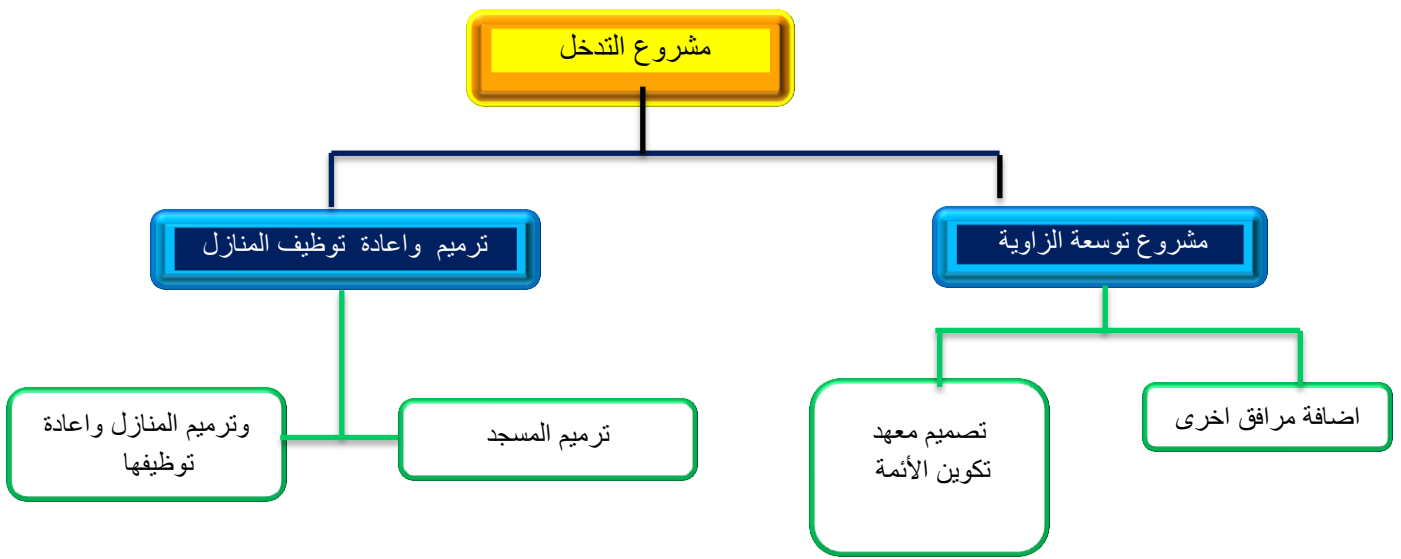 مشروع التدخل
مشروع توسعة الزاوية
ترميم واعادة توظيف المنازل
اضافة مرافق اخرى
تصميم معهد
تكوين الأئمة
ترميم المسجد
وترميم المنازل واعادة
توظيفها